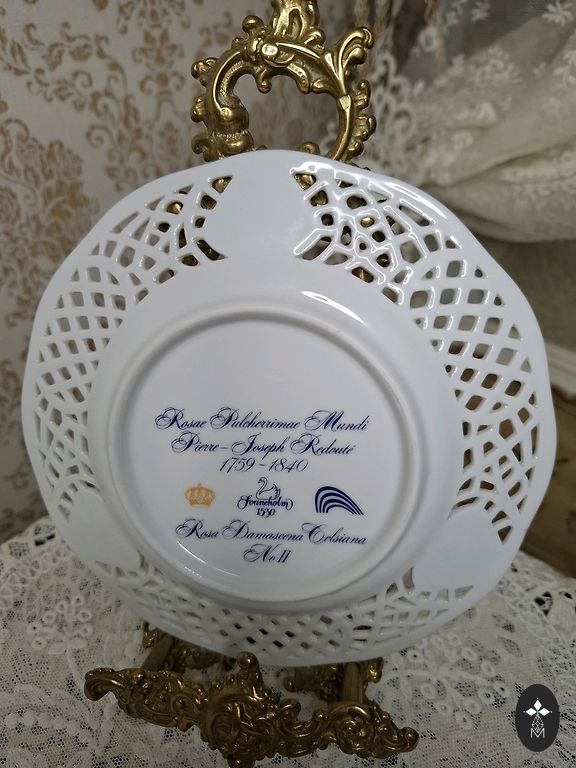 Rosae Pulcherrimae Mundi
Pierre-Joseph Redouté
1759-1840
Svaneholm
1530
Rosa Damascena Celsiana
No 11
M